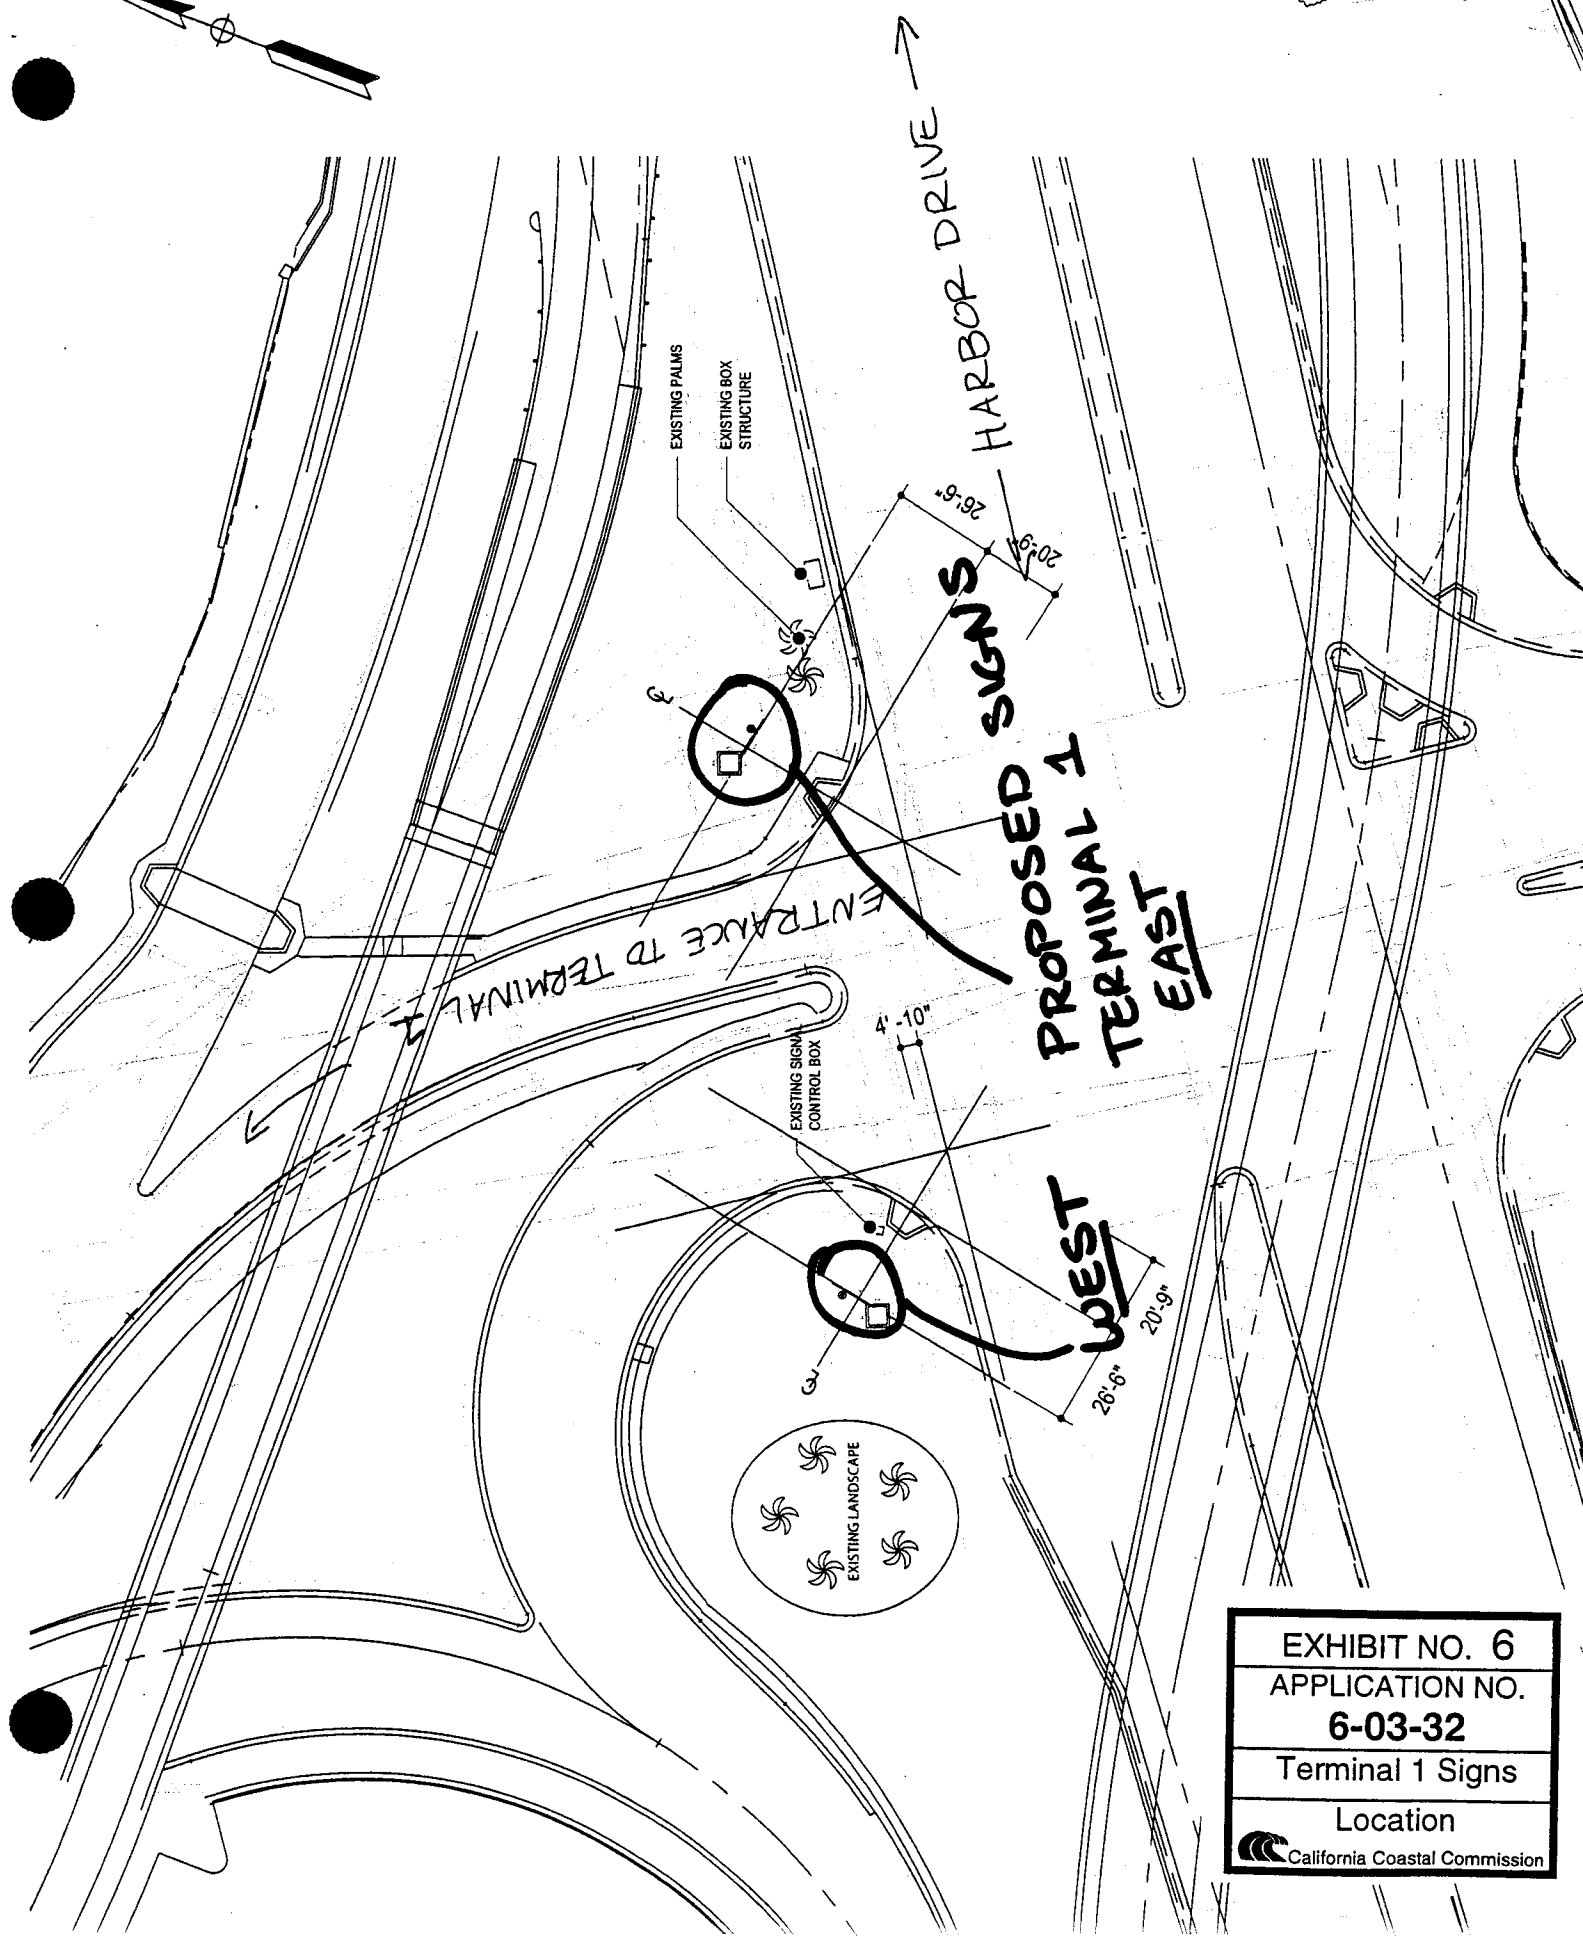 HARBOR DRIVE
EXISTING PALMS
EXISTING BOX
STRUCTURE
26'-6"
20'-9"
PROPOSED SIGNS
TERMINAL 1
EAST
ENTRANCE TO TERMINAL 1
EXISTING SIGNAL
CONTROL BOX
4'-10"
WEST
20'-9"
26'-6"
EXISTING LANDSCAPE
EXHIBIT NO. 6
APPLICATION NO.
6-03-32
Terminal 1 Signs
Location
California Coastal Commission